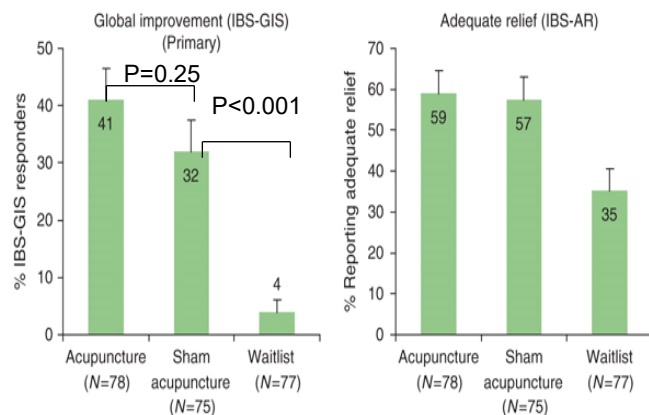 Global improvement (IBS-GIS)
(Primary)
% IBS-GIS responders
50
40
30
20
10
0
P=0.25
P<0.001
41
32
4
Acupuncture
(N=78)
Sham
acupuncture
(N=75)
Waitlist
(N=77)
Adequate relief (IBS-AR)
% Reporting adequate relief
70
60
50
40
30
20
10
0
59
57
35
Acupuncture
(N=78)
Sham
acupuncture
(N=75)
Waitlist
(N=77)